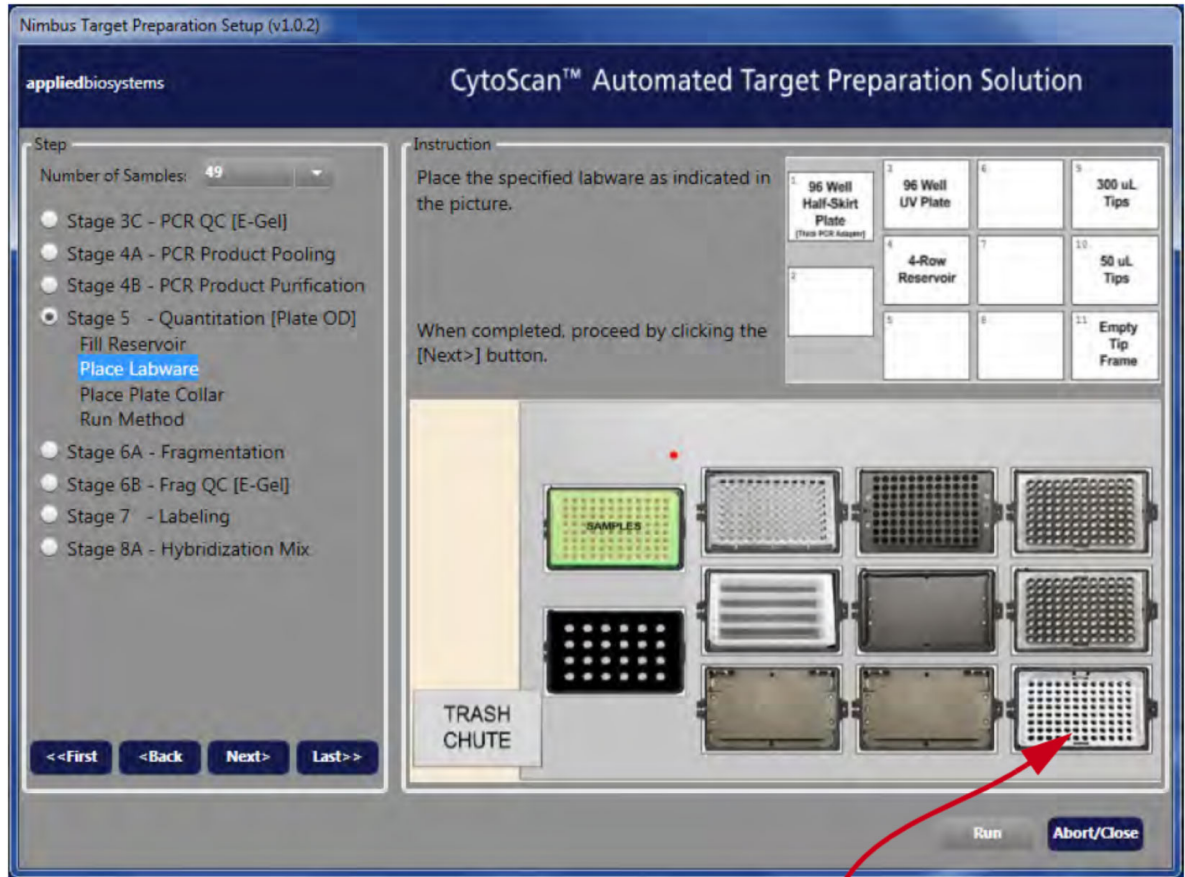 Nimbus Target Preparation Setup (v1.0.2)
appliedbiosystems
CytoScan™ Automated Target Preparation Solution
Step
Number of Samples: 49
Stage 3C - PCR QC [E-Gel]
Stage 4A - PCR Product Pooling
Stage 4B - PCR Product Purification
Stage 5 - Quantitation [Plate OD]
Fill Reservoir
Place Labware
Place Plate Collar
Run Method
Stage 6A - Fragmentation
Stage 6B - Frag QC [E-Gel]
Stage 7 - Labeling
Stage 8A - Hybridization Mix
<<First
<Back
Next>
Last>>
Instruction
Place the specified labware as indicated in
the picture.
When completed, proceed by clicking the
[Next>] button.
1
96 Well
Half-Skirt
Plate
[Thick PCR Adapter]
2
3
96 Well
UV Plate
4
4-Row
Reservoir
5
6
7
8
9
300 uL
Tips
10
50 uL
Tips
11
Empty
Tip
Frame
SAMPLES
TRASH
CHUTE
Run
Abort/Close